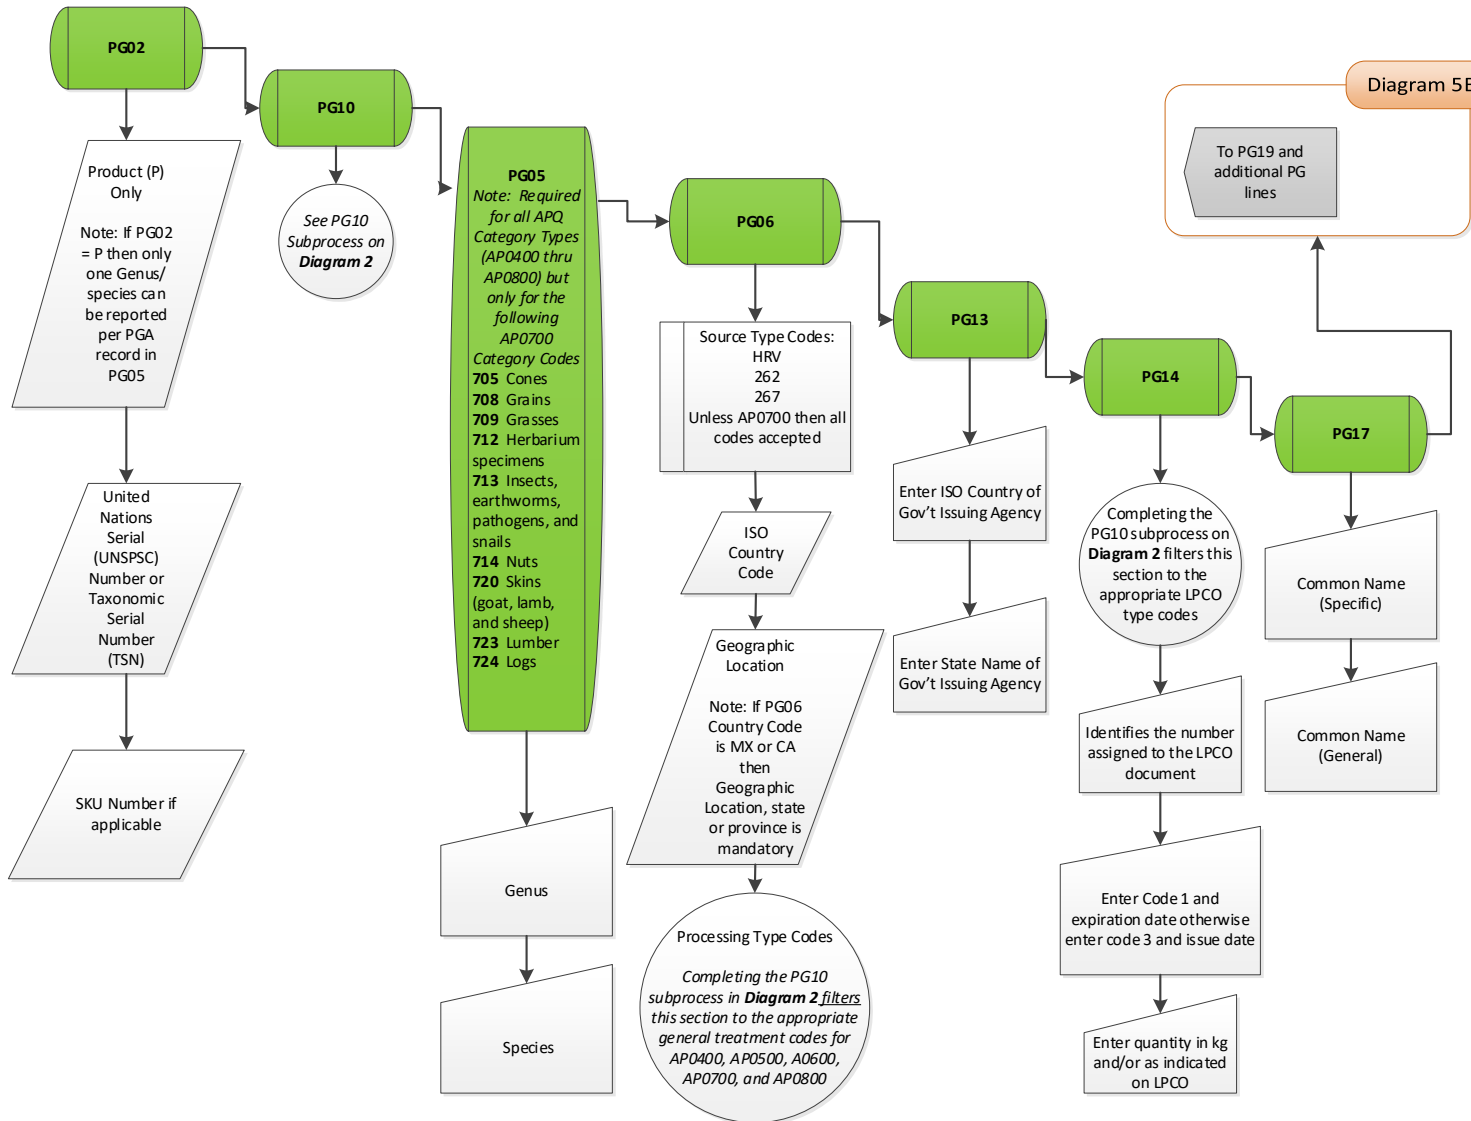 PG02
Product (P)
Only
Note: If PG02
= P then only
one Genus/
species can
be reported
per PGA
record in
PG05
United
Nations
Serial
(UNSPSC)
Number or
Taxonomic
Serial
Number
(TSN)
SKU Number if
applicable
PG10
See PG10
Subprocess on
Diagram 2
PG05
Note: Required
for all APQ
Category Types
(AP0400 thru
AP0800) but
only for the
following
AP0700
Category Codes
705 Cones
708 Grains
709 Grasses
712 Herbarium
specimens
713 Insects,
earthworms,
pathogens, and
snails
714 Nuts
720 Skins
(goat, lamb,
and sheep)
723 Lumber
724 Logs
Genus
Species
PG06
Source Type Codes:
HRV
262
267
Unless AP0700 then all
codes accepted
ISO
Country
Code
Geographic
Location
Note: If PG06
Country Code
is MX or CA
then
Geographic
Location, state
or province is
mandatory
Processing Type Codes
Completing the PG10
subprocess in Diagram 2 filters
this section to the appropriate
general treatment codes for
AP0400, AP0500, A0600,
AP0700, and AP0800
PG13
Enter ISO Country of
Gov't Issuing Agency
Enter State Name of
Gov't Issuing Agency
PG14
Completing the
PG10 subprocess on
Diagram 2 filters this
section to the
appropriate LPCO
type codes
Identifies the number
assigned to the LPCO
document
Enter Code 1 and
expiration date otherwise
enter code 3 and issue date
Enter quantity in kg
and/or as indicated
on LPCO
PG17
Common Name
(Specific)
Common Name
(General)
Diagram 5B
To PG19 and
additional PG
lines